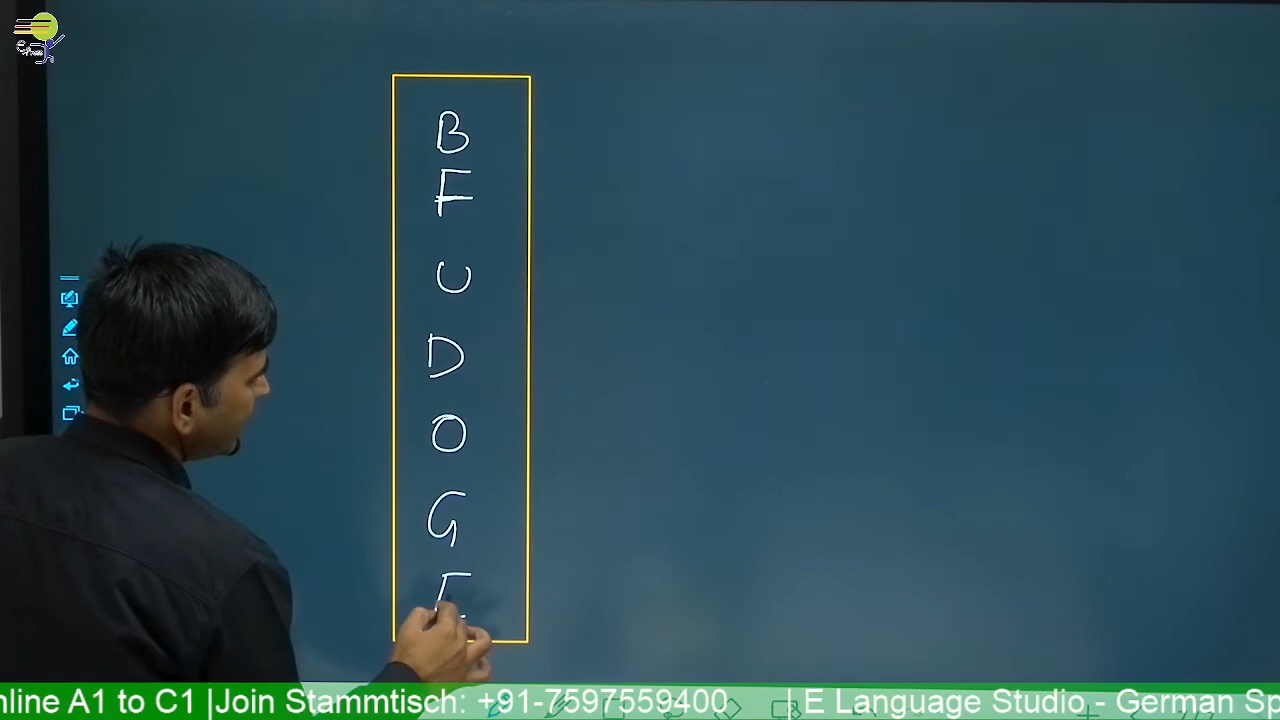 B
F
U
D
O
G
nline A1 to C1 |Join Stammtisch: +91-7597559400 | E Language Studio - German Sp